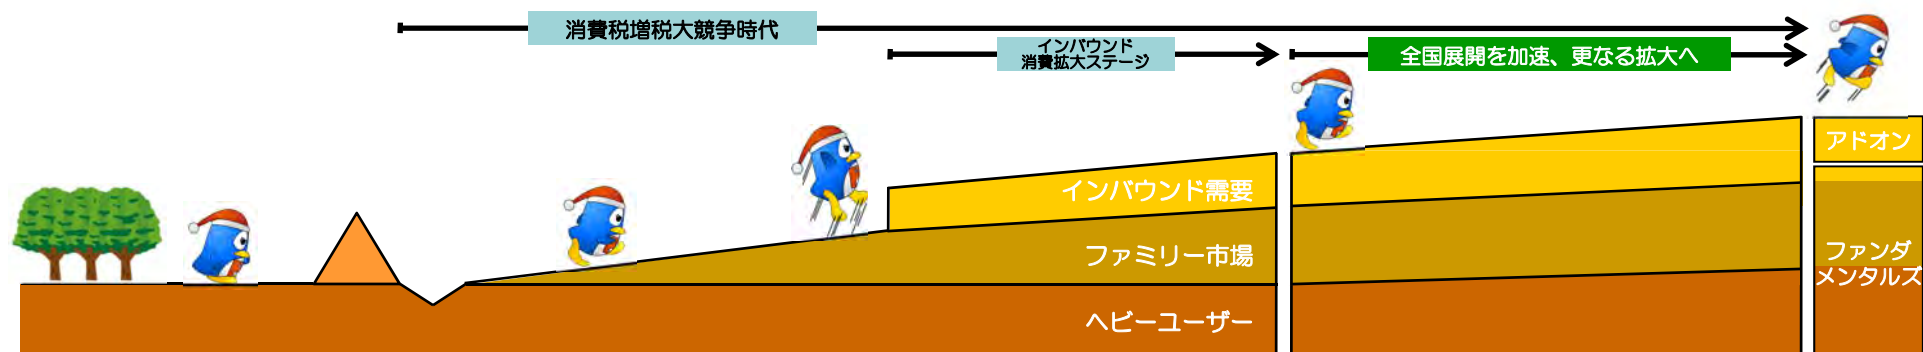 消費税増税大競争時代
インバウンド
消費拡大ステージ
全国展開を加速、更なる拡大へ
アドオン
インバウンド需要
ファミリー市場
ファンダ
メンタルズ
ヘビーユーザー